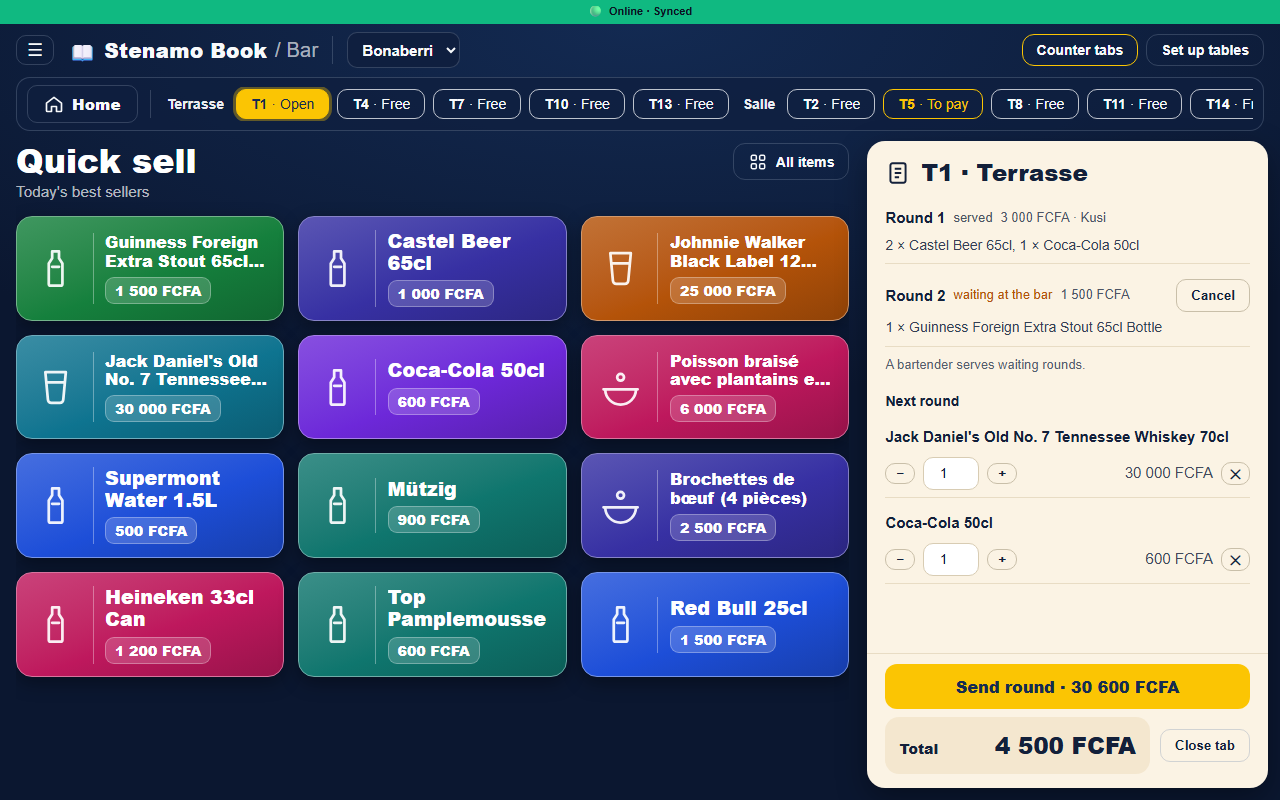 Online · Synced
Stenamo Book / Bar
Bonaberri
Counter tabs
Set up tables
Home
Terrasse
T1 · Open
T4 · Free
T7 · Free
T10 · Free
T13 · Free
Salle
T2 · Free
T5 · To pay
T8 · Free
T11 · Free
T14 · Fr
Quick sell
Today's best sellers
All items
Guinness Foreign
Extra Stout 65cl...
1 500 FCFA
Castel Beer
65cl
1 000 FCFA
Johnnie Walker
Black Label 12...
25 000 FCFA
Jack Daniel's Old
No. 7 Tennessee...
30 000 FCFA
Coca-Cola 50cl
600 FCFA
Poisson braisé
avec plantains e...
6 000 FCFA
Supermont
Water 1.5L
500 FCFA
Mützig
900 FCFA
Brochettes de
bœuf (4 pièces)
2 500 FCFA
Heineken 33cl
Can
1 200 FCFA
Top
Pamplemousse
600 FCFA
Red Bull 25cl
1 500 FCFA
T1 · Terrasse
Round 1 served 3 000 FCFA · Kusi
2 × Castel Beer 65cl, 1 × Coca-Cola 50cl
Round 2 waiting at the bar 1 500 FCFA
Cancel
1 × Guinness Foreign Extra Stout 65cl Bottle
A bartender serves waiting rounds.
Next round
Jack Daniel's Old No. 7 Tennessee Whiskey 70cl
− 1 + 30 000 FCFA ×
Coca-Cola 50cl
− 1 + 600 FCFA ×
Send round · 30 600 FCFA
Total 4 500 FCFA
Close tab